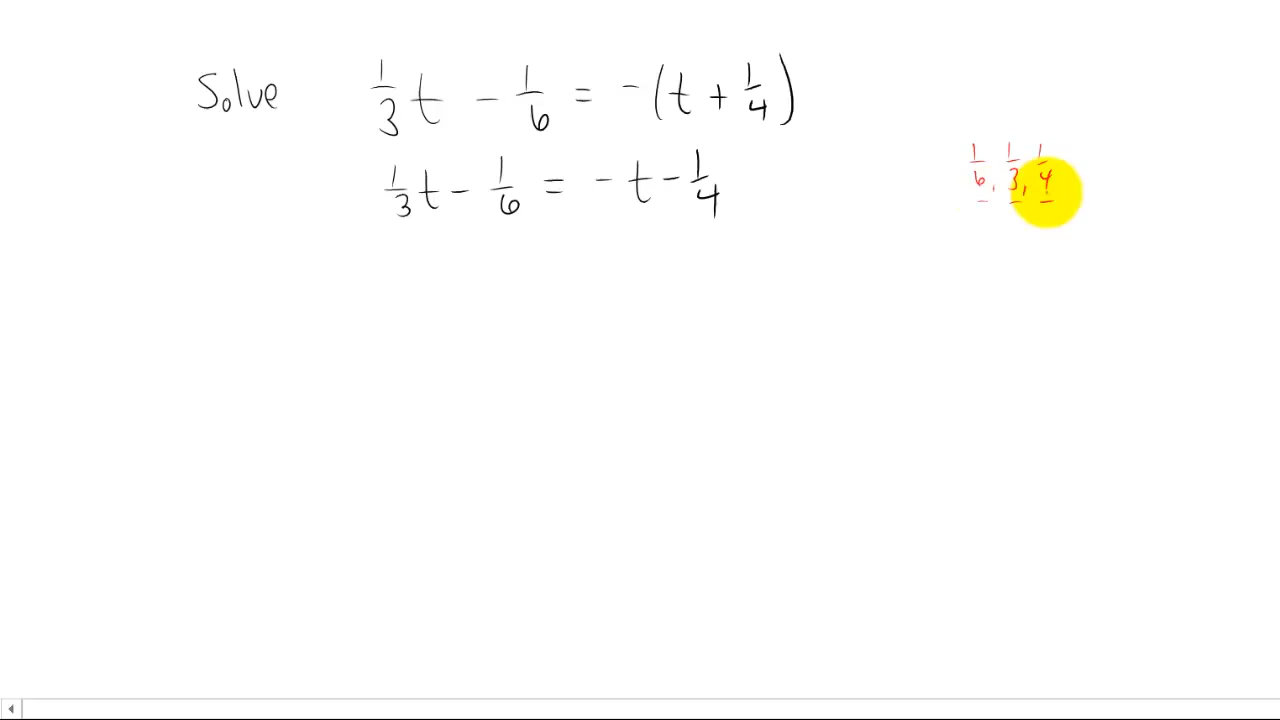 Solve 1/3 t - 1/6 = -(t + 1/4)
1/3 t - 1/6 = -t - 1/4
1/6, 1/3, 1/4